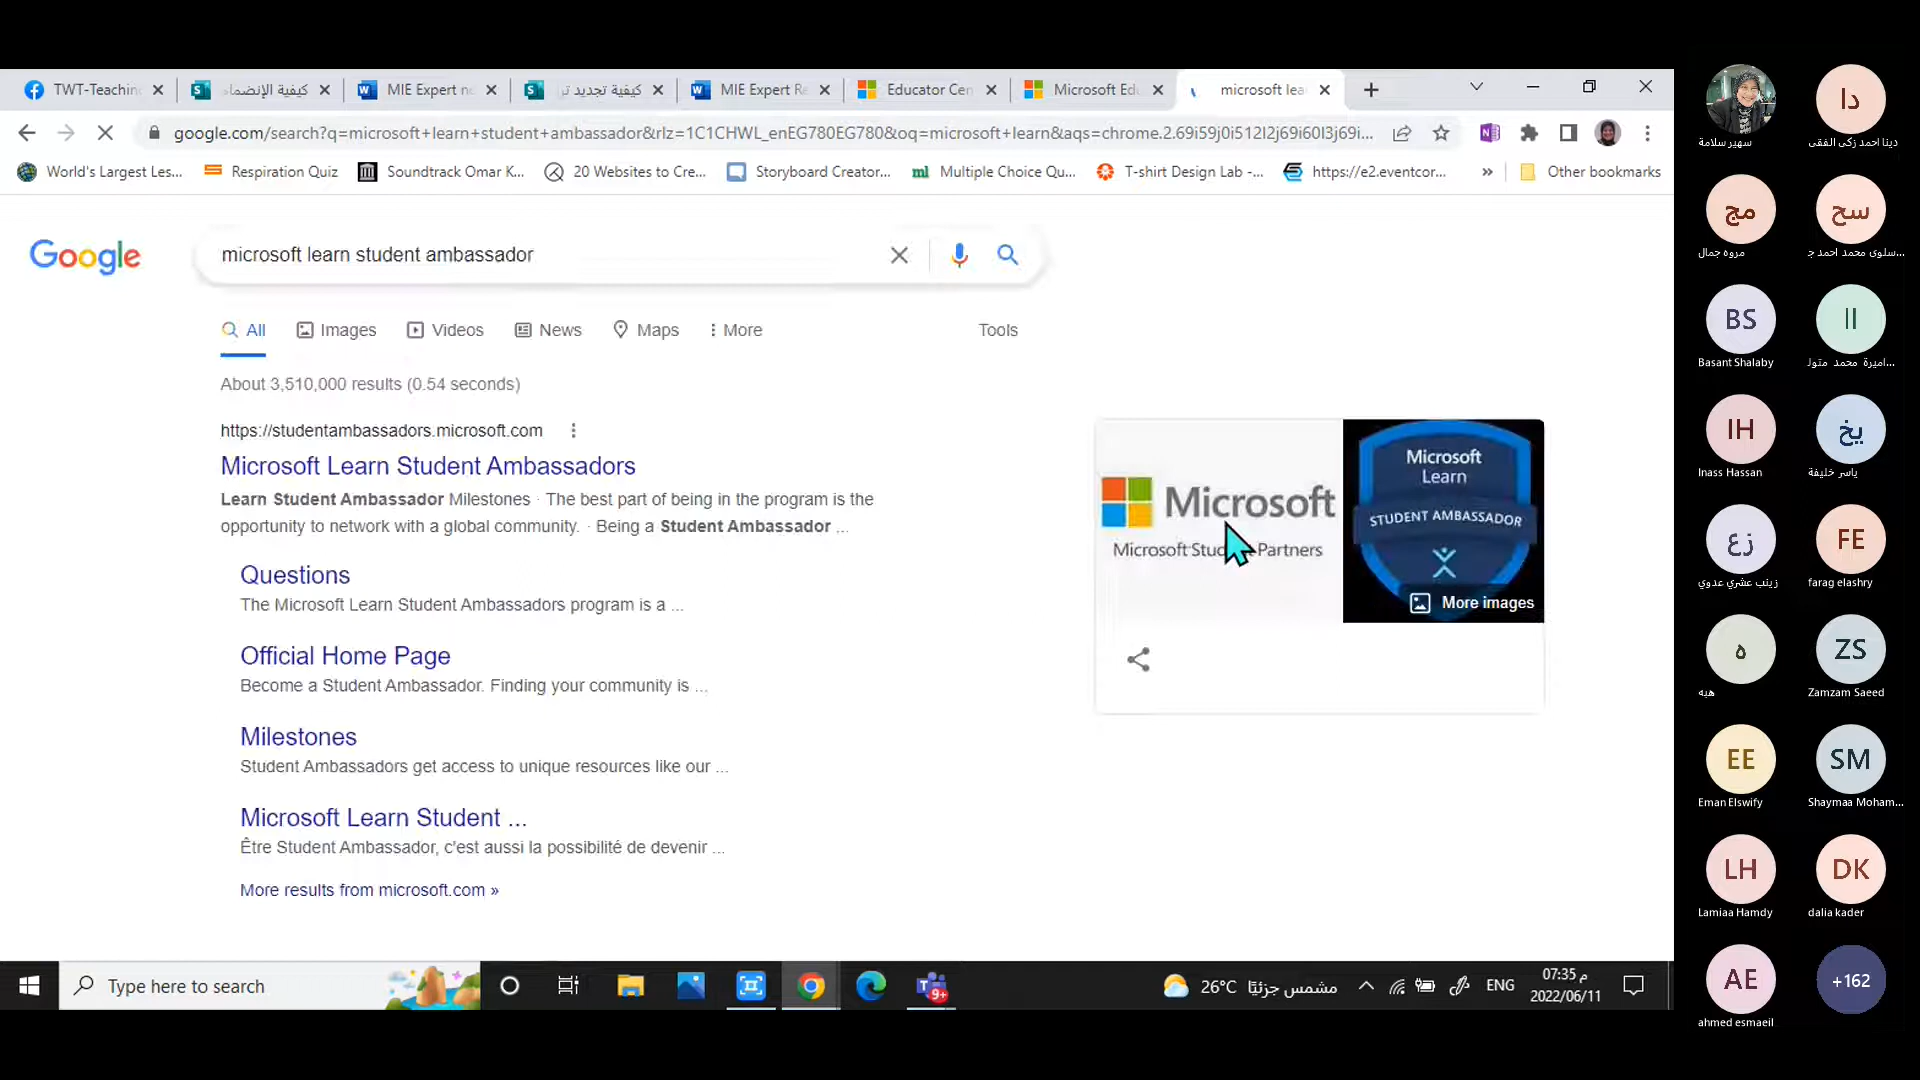 TWT-Teaching
كيفية الإنضما
MIE Expert n
كيفية تجديد تر
MIE Expert Re
Educator Cen
Microsoft Edu
microsoft lea
google.com/search?q=microsoft+learn+student+ambassador&rlz=1C1CHWL_enEG780EG780&oq=microsoft+learn&aqs=chrome.2.69i59j0i512l2j69i60l3j69i...
World's Largest Les...
Respiration Quiz
Soundtrack Omar K...
20 Websites to Cre...
Storyboard Creator...
ml Multiple Choice Qu...
T-shirt Design Lab -...
https://e2.eventcor...
»
Other bookmarks
Google
microsoft learn student ambassador
All
Images
Videos
News
Maps
More
Tools
About 3,510,000 results (0.54 seconds)
https://studentambassadors.microsoft.com
Microsoft Learn Student Ambassadors
Learn Student Ambassador Milestones · The best part of being in the program is the
opportunity to network with a global community. · Being a Student Ambassador ...
Questions
The Microsoft Learn Student Ambassadors program is a ...
Official Home Page
Become a Student Ambassador. Finding your community is ...
Milestones
Student Ambassadors get access to unique resources like our ...
Microsoft Learn Student ...
Être Student Ambassador, c'est aussi la possibilité de devenir ...
More results from microsoft.com »
Microsoft
Microsoft Student Partners
Microsoft
Learn
STUDENT AMBASSADOR
More images
Type here to search
9+
26°C مشمس جزئيًا
ENG
07:35 م
2022/06/11
سهير سلامة
دا
دينا احمد زكى الفقى
مج
مروه جمال
سح
سلوى محمد احمد ج...
BS
Basant Shalaby
اا
اميرة محمد متول...
IH
Inass Hassan
يخ
ياسر خليفة
زع
زينب عشري عدوي
FE
farag elashry
ه
هبه
ZS
Zamzam Saeed
EE
Eman Elswify
SM
Shaymaa Moham...
LH
Lamiaa Hamdy
DK
dalia kader
AE
ahmed esmaeil
+162